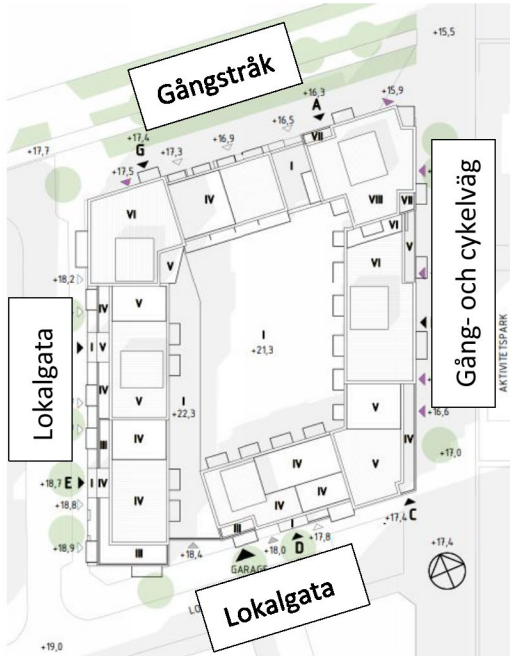 +15,5
Gångstråk
+15,9
+16,3
A
+16,5
+16,9
+17,3
+17,4
G
+17,7
+17,5
VII
I
IV
VI
VIII
VII
VI
V
V
VI
Gång- och cykelväg
+18,2
IV
V
I
V
IV
V
III
IV
I
IV
IV
III
Lokalgata
I
+21,3
I
+22,3
AKTIVITETSPARK
+16,6
V
IV
V
+17,0
IV
IV
IV
III
I
E
+18,7
+18,8
+18,9
+18,4
GARAGE
+18,0
D
+17,8
+17,4
C
+17,4
LO
Lokalgata
+19,0